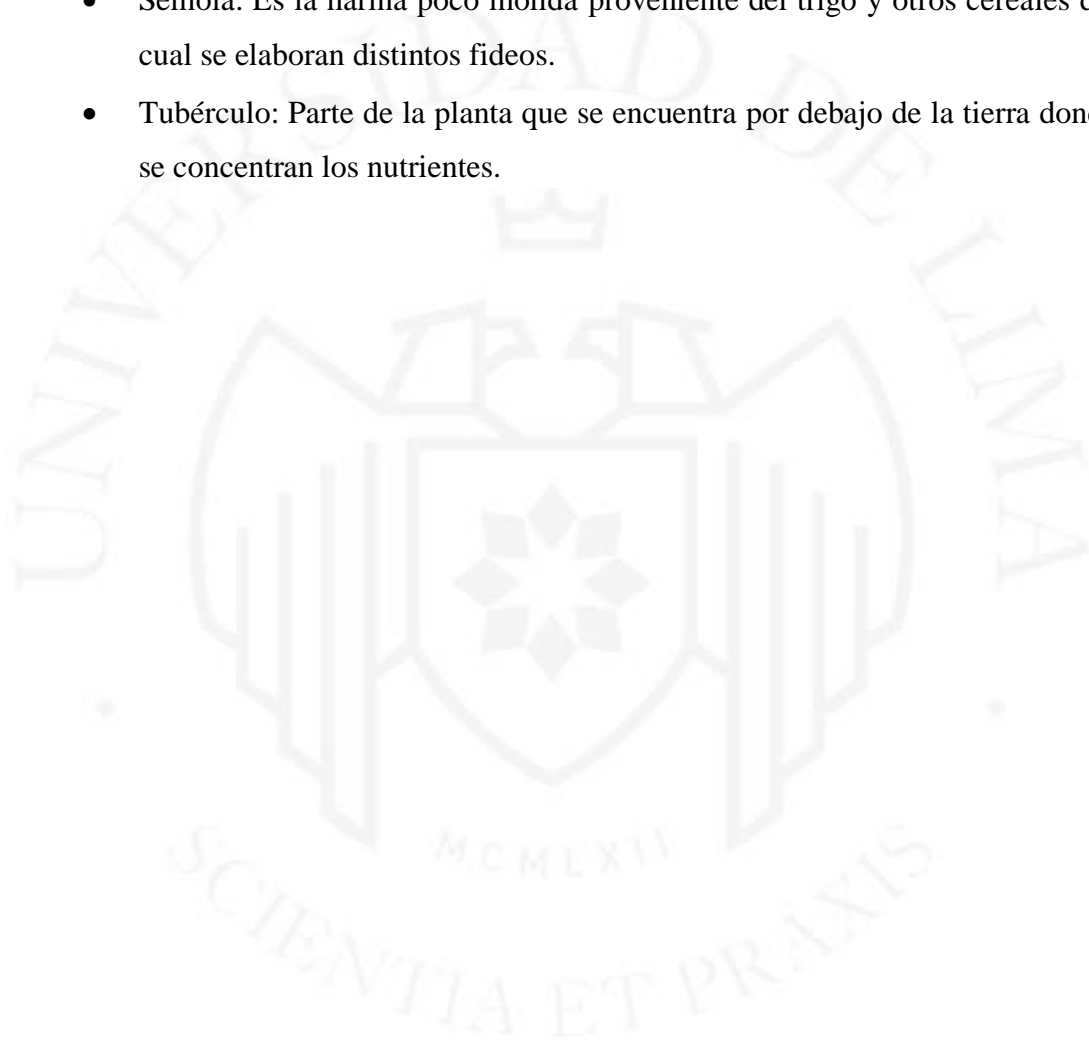 • Sémola: Es la harina poco molida proveniente del trigo y otros cereales
cual se elaboran distintos fideos.
• Tubérculo: Parte de la planta que se encuentra por debajo de la tierra
se concentran los nutrientes.
UNIVERSIDAD DE LIMA
MCMLXII
SCIENTIA ET PRAXIS